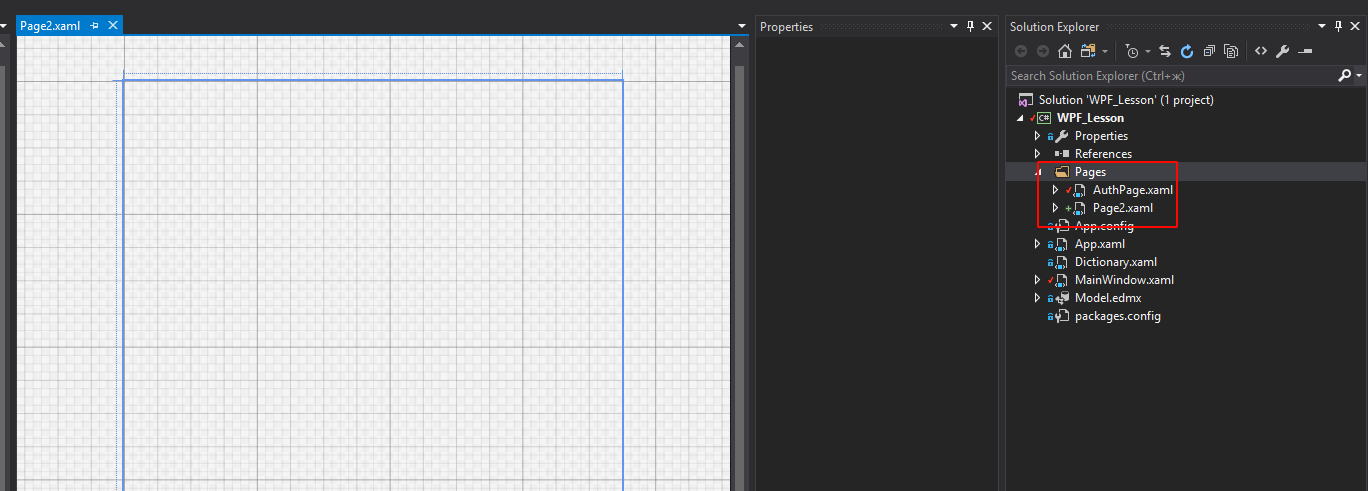 Page2.xaml
Properties
Solution Explorer
Search Solution Explorer (Ctrl+ж)
Solution 'WPF_Lesson' (1 project)
C# WPF_Lesson
Properties
References
Pages
AuthPage.xaml
Page2.xaml
App.config
App.xaml
Dictionary.xaml
MainWindow.xaml
Model.edmx
packages.config